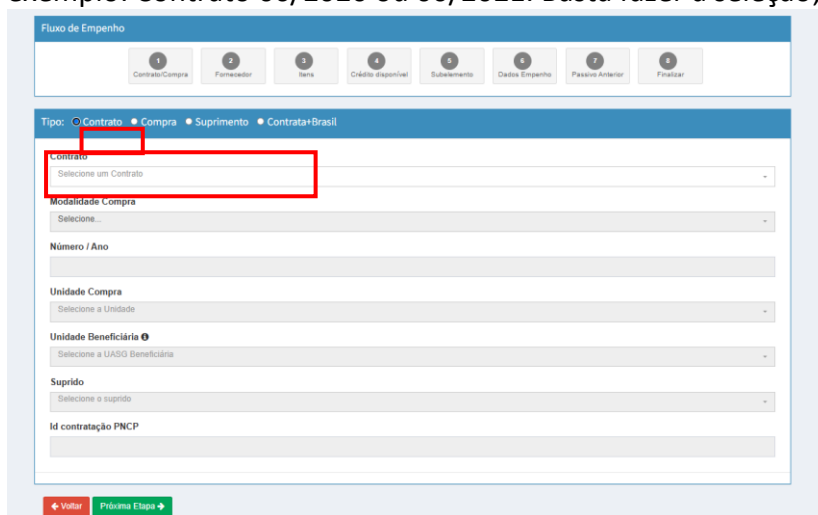 Fluxo de Empenho
1 2 3 4 5 6 7 8
Contrato/Compra Fornecedor Itens Crédito disponível Subelemento Dados Empenho Passivo Anterior Finalizar
Tipo: Contrato Compra Suprimento Contrata+Brasil
Contrato
Selecione um Contrato
Modalidade Compra
Selecione...
Número / Ano
Unidade Compra
Selecione a Unidade
Unidade Beneficiária
Selecione a UASG Beneficiária
Suprido
Selecione o suprido
Id contratação PNCP
Voltar Próxima Etapa